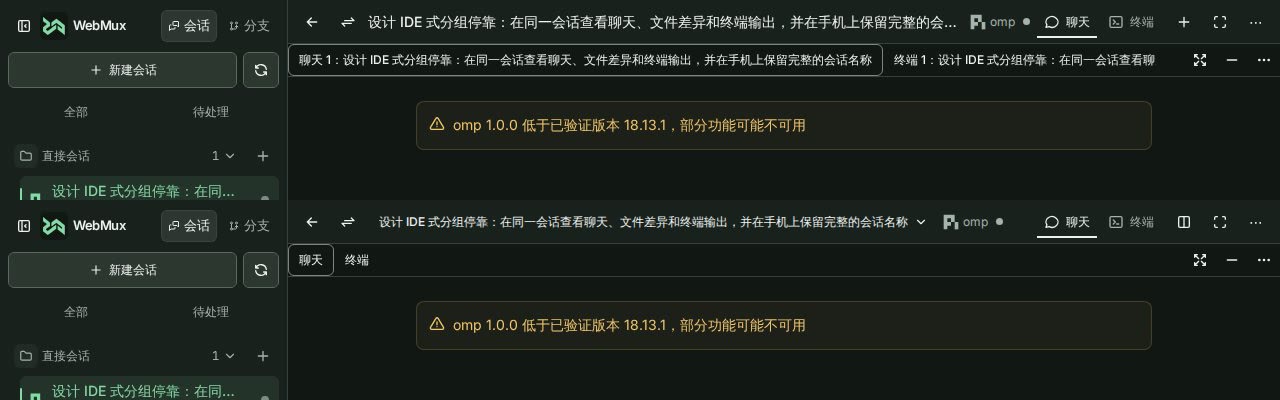 WebMux 会话 分支
设计 IDE 式分组停靠：在同一会话查看聊天、文件差异和终端输出，并在手机上保留完整的会... omp 聊天 终端
新建会话
聊天 1：设计 IDE 式分组停靠：在同一会话查看聊天、文件差异和终端输出，并在手机上保留完整的会话名称 终端 1：设计 IDE 式分组停靠：在同一会话查看聊
全部 待处理
omp 1.0.0 低于已验证版本 18.13.1，部分功能可能不可用
直接会话 1
设计 IDE 式分组停靠：在同...
WebMux 会话 分支
设计 IDE 式分组停靠：在同一会话查看聊天、文件差异和终端输出，并在手机上保留完整的会话名称 omp 聊天 终端
新建会话
聊天 终端
全部 待处理
omp 1.0.0 低于已验证版本 18.13.1，部分功能可能不可用
直接会话 1
设计 IDE 式分组停靠：在同...